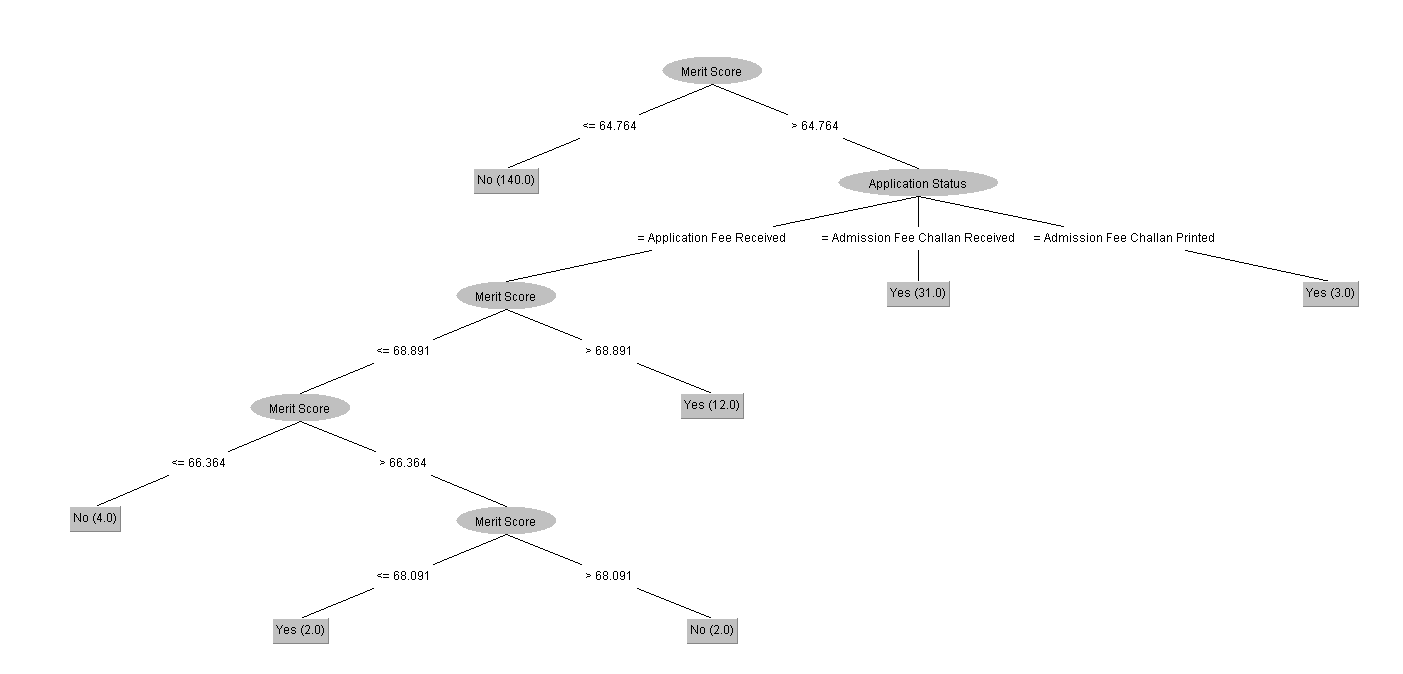 Merit Score
<= 64.764
> 64.764
No (140.0)
Application Status
= Application Fee Received
= Admission Fee Challan Received
= Admission Fee Challan Printed
Merit Score
Yes (31.0)
Yes (3.0)
<= 68.891
> 68.891
Merit Score
Yes (12.0)
<= 66.364
> 66.364
No (4.0)
Merit Score
<= 68.091
> 68.091
Yes (2.0)
No (2.0)